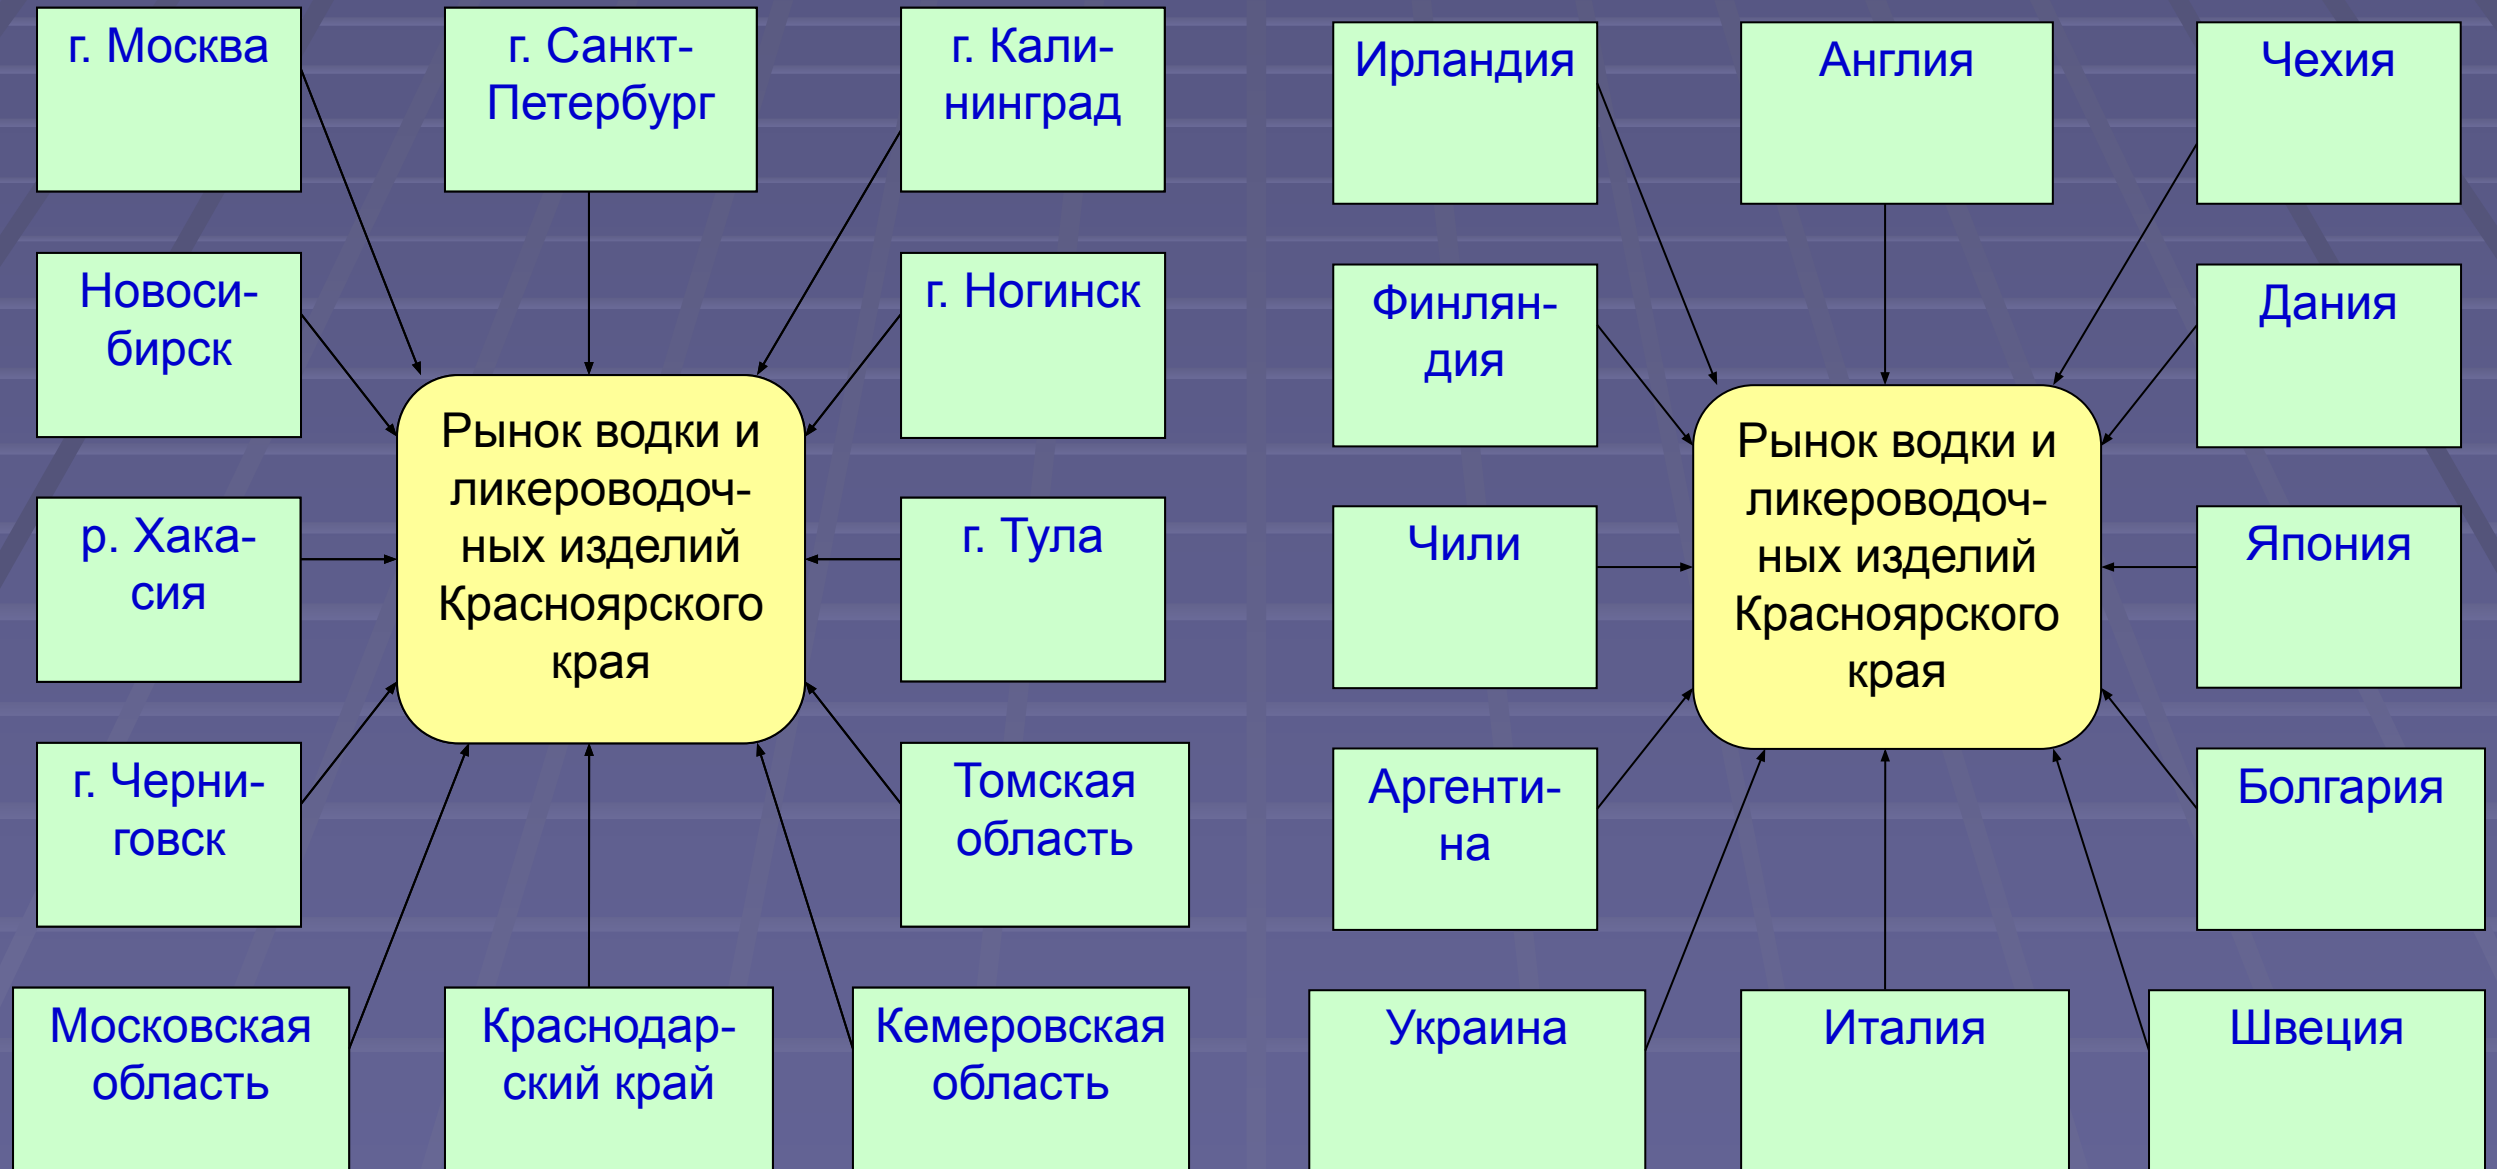 г. Москва
г. Санкт-
Петербург
г. Кали-
нинград
Новоси-
бирск
г. Ногинск
р. Хака-
сия
Рынок водки и
ликероводоч-
ных изделий
Красноярского
края
г. Тула
г. Черни-
говск
Томская
область
Московская
область
Краснодар-
ский край
Кемеровская
область
Ирландия
Англия
Чехия
Финлян-
дия
Дания
Чили
Рынок водки и
ликероводоч-
ных изделий
Красноярского
края
Япония
Аргенти-
на
Болгария
Украина
Италия
Швеция